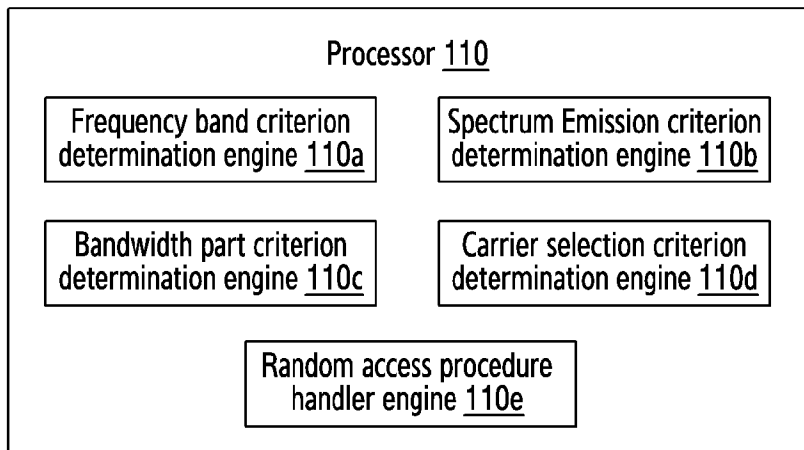 Processor 110
Frequency band criterion
determination engine 110a
Spectrum Emission criterion
determination engine 110b
Bandwidth part criterion
determination engine 110c
Carrier selection criterion
determination engine 110d
Random access procedure
handler engine 110e